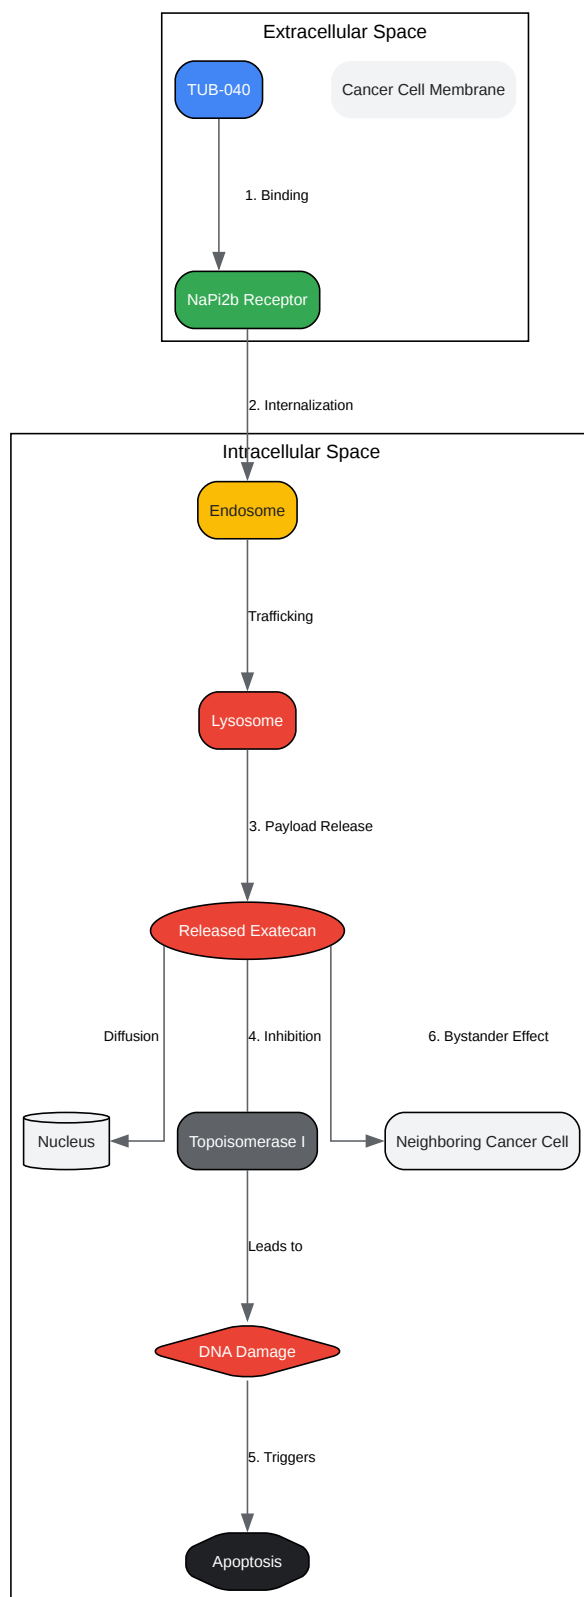 Extracellular Space
TUB-040
Cancer Cell Membrane
1. Binding
NaPi2b Receptor
2. Internalization
Intracellular Space
Endosome
Trafficking
Lysosome
3. Payload Release
Released Exatecan
Diffusion
4. Inhibition
6. Bystander Effect
Nucleus
Topoisomerase I
Neighboring Cancer Cell
Leads to
DNA Damage
5. Triggers
Apoptosis